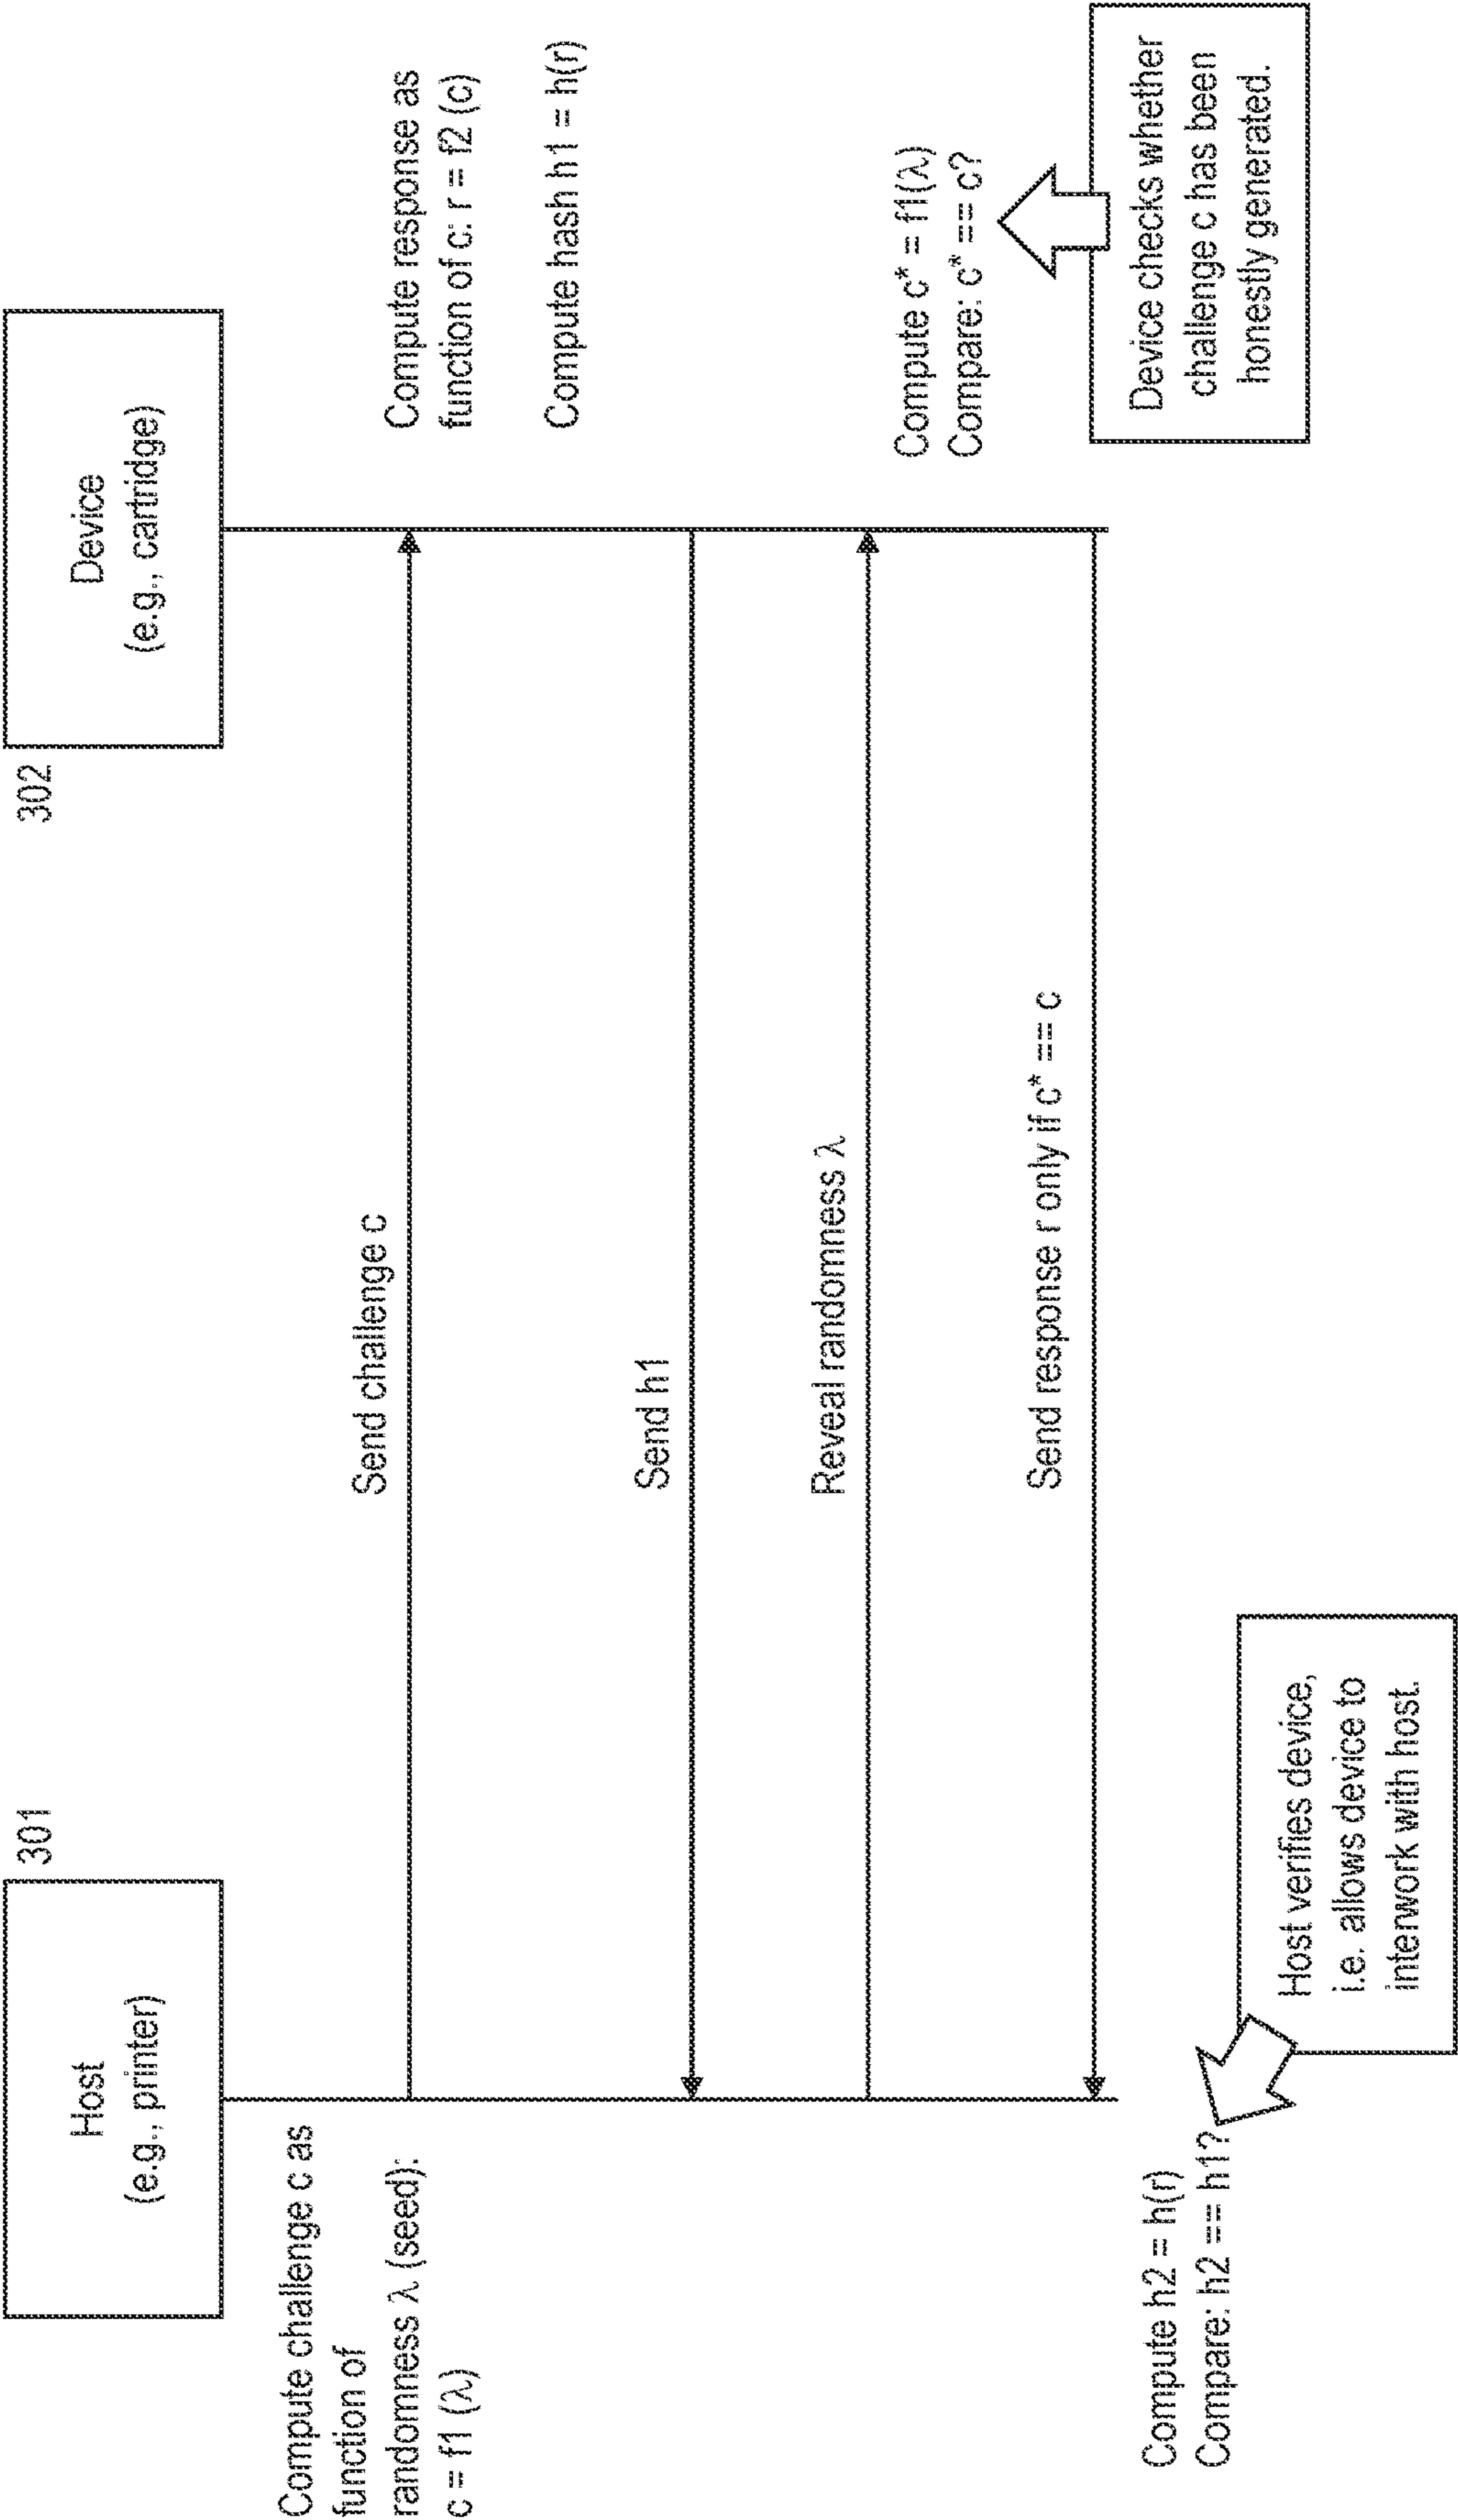 301
Host
(e.g., printer)
302
Device
(e.g., cartridge)
Compute challenge c as
function of
randomness λ (seed):
c = f1 (λ)
Send challenge c
Compute response as
function of c: r = f2 (c)
Compute hash h1 = h(r)
Send h1
Reveal randomness λ
Compute c* = f1(λ)
Compare: c* == c?
Send response r only if c* == c
Device checks whether
challenge c has been
honestly generated.
Compute h2 = h(r)
Compare: h2 == h1?
Host verifies device,
i.e. allows device to
interwork with host.